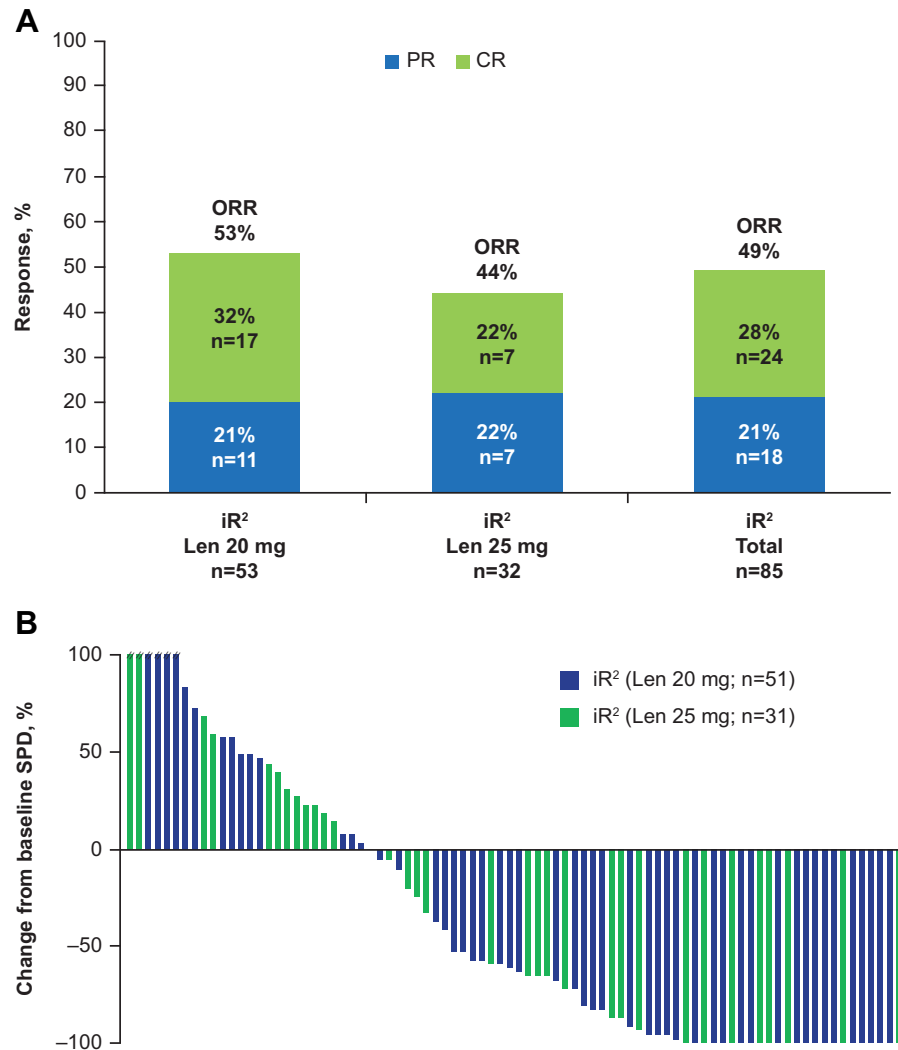 A
100
90
80
70
60
50
40
30
20
10
0
Response, %
PR CR
ORR
53%
32%
n=17
21%
n=11
ORR
44%
22%
n=7
22%
n=7
ORR
49%
28%
n=24
21%
n=18
iR²
Len 20 mg
n=53
iR²
Len 25 mg
n=32
iR²
Total
n=85
B
100
50
0
–50
–100
Change from baseline SPD, %
iR² (Len 20 mg; n=51)
iR² (Len 25 mg; n=31)